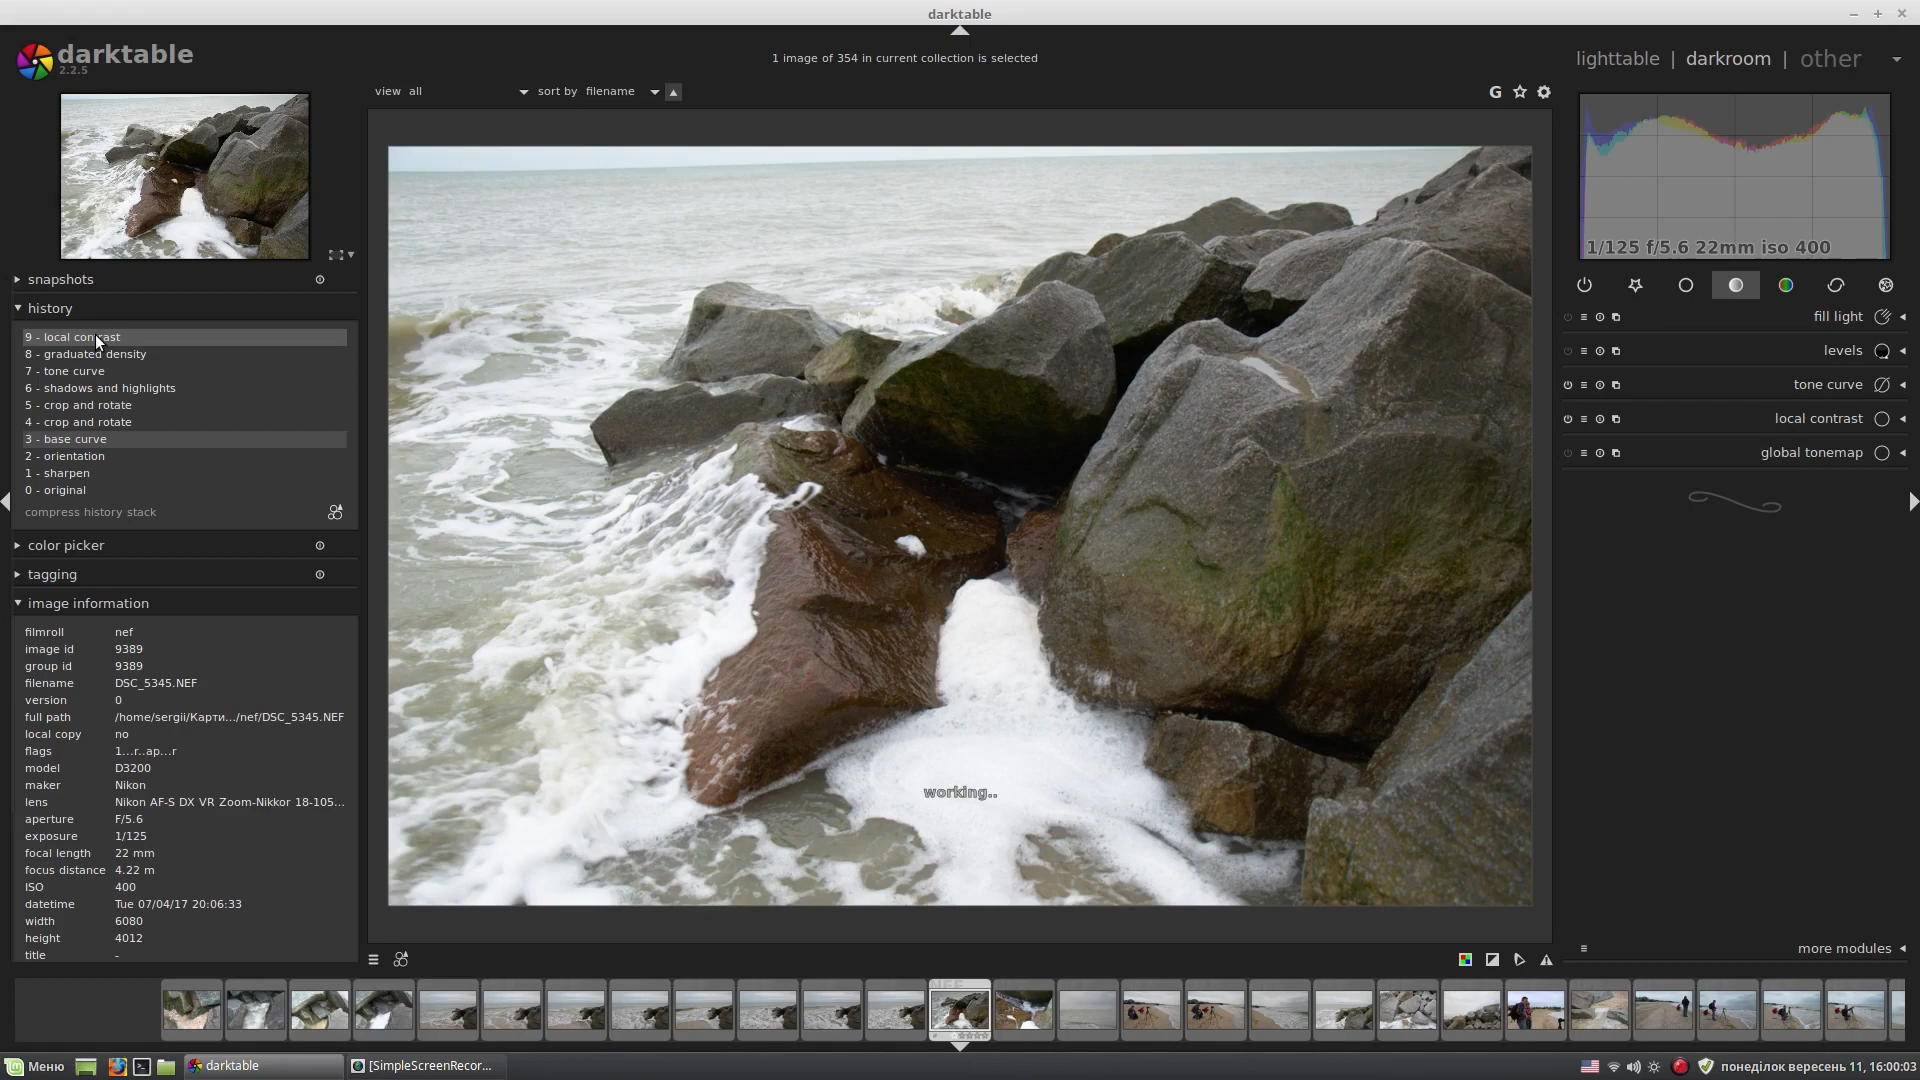 darktable
darktable
2.2.5
1 image of 354 in current collection is selected
lighttable | darkroom | other
view all
sort by filename
G
1/125 f/5.6 22mm iso 400
snapshots
history
9 - local contrast
8 - graduated density
7 - tone curve
6 - shadows and highlights
5 - crop and rotate
4 - crop and rotate
3 - base curve
2 - orientation
1 - sharpen
0 - original
compress history stack
color picker
tagging
image information
filmroll nef
image id 9389
group id 9389
filename DSC_5345.NEF
version 0
full path /home/sergii/Карти.../nef/DSC_5345.NEF
local copy no
flags 1...r..ap...r
model D3200
maker Nikon
lens Nikon AF-S DX VR Zoom-Nikkor 18-105...
aperture F/5.6
exposure 1/125
focal length 22 mm
focus distance 4.22 m
ISO 400
datetime Tue 07/04/17 20:06:33
width 6080
height 4012
title -
working..
fill light
levels
tone curve
local contrast
global tonemap
more modules
Меню
darktable
[SimpleScreenRecor...
понеділок вересень 11, 16:00:03